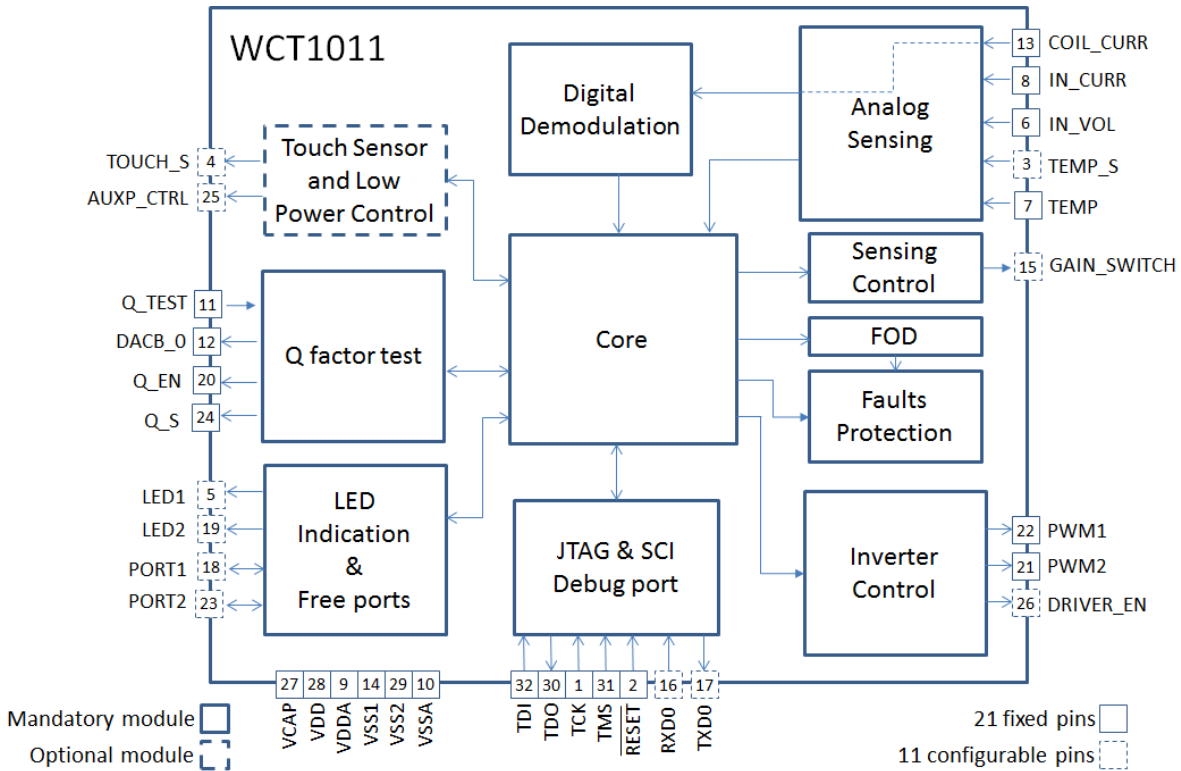 WCT1011
Digital
Demodulation
Analog
Sensing
13 COIL_CURR
8 IN_CURR
6 IN_VOL
3 TEMP_S
7 TEMP
TOUCH_S 4
AUXP_CTRL 25
Touch Sensor
and Low
Power Control
Sensing
Control
15 GAIN_SWITCH
Q_TEST 11
DACB_0 12
Q_EN 20
Q_S 24
Q factor test
Core
FOD
Faults
Protection
LED1 5
LED2 19
PORT1 18
PORT2 23
LED
Indication
&
Free ports
JTAG & SCI
Debug port
Inverter
Control
22 PWM1
21 PWM2
26 DRIVER_EN
27 28 9 14 29 10
VCAP
VDD
VDDA
VSS1
VSS2
VSSA
32 30 1 31 2 16 17
TDI
TDO
TCK
TMS
RESET
RXD0
TXD0
Mandatory module
Optional module
21 fixed pins
11 configurable pins